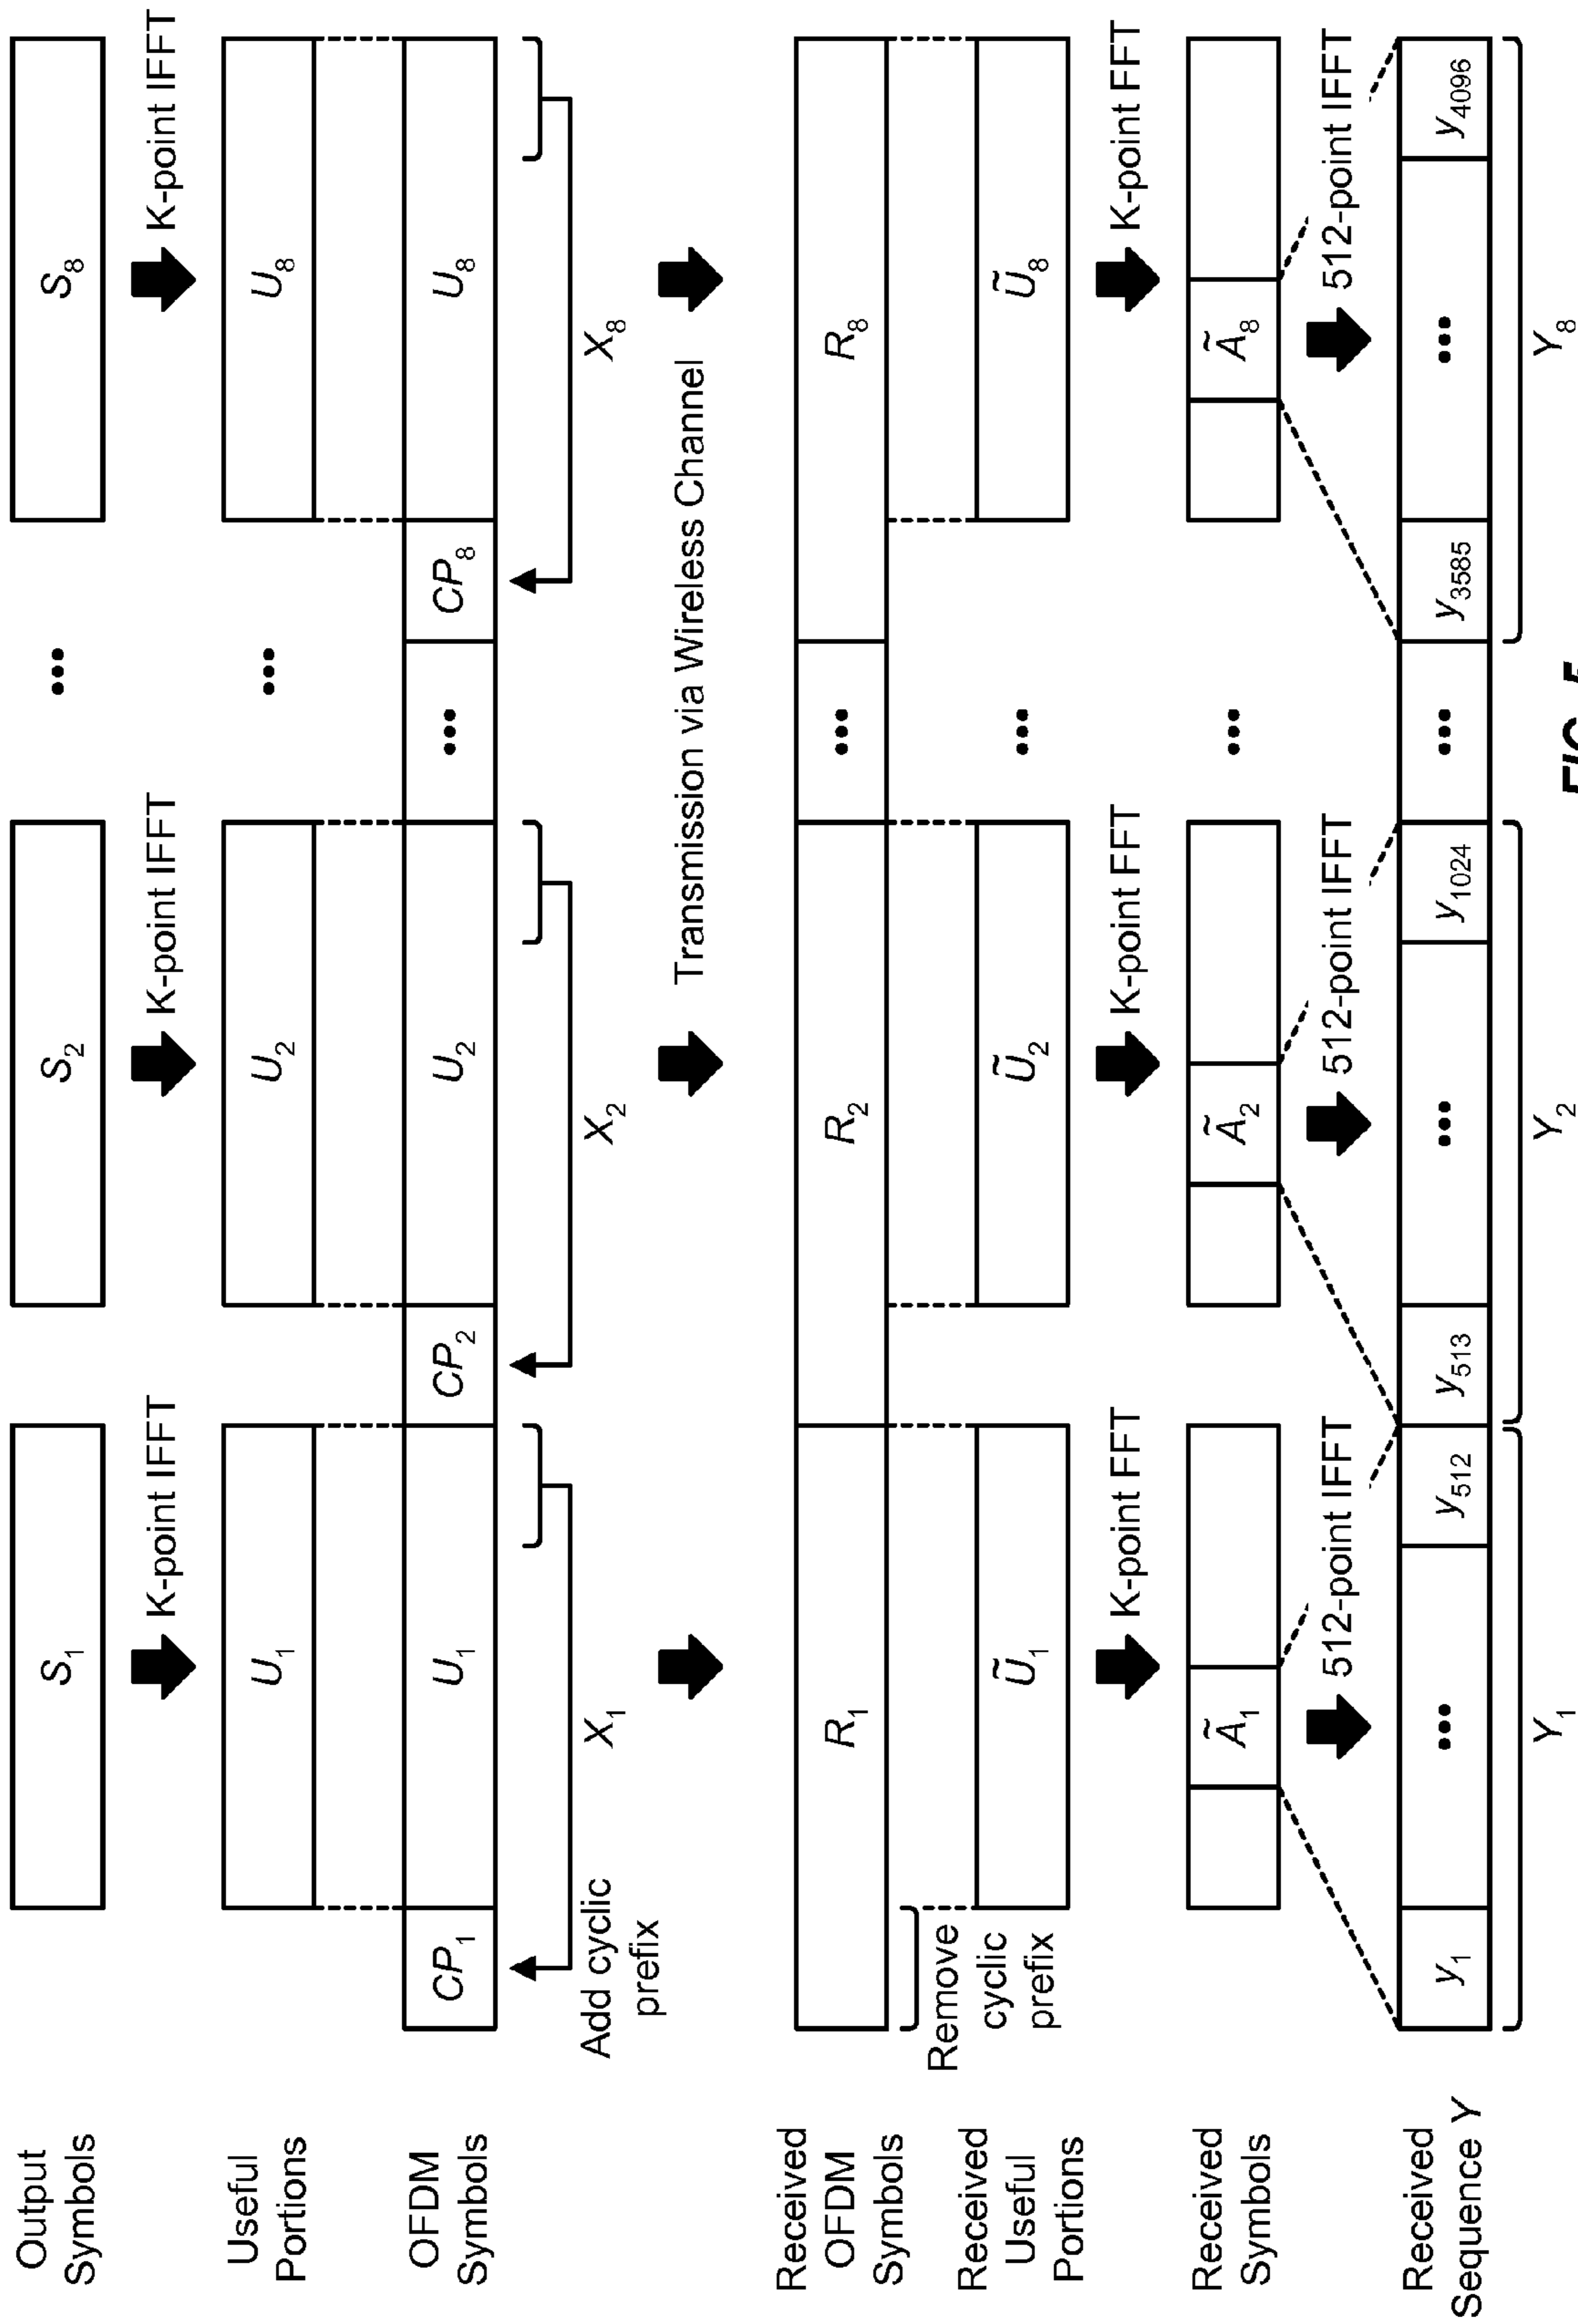 Output
Symbols
S₁
S₂
•••
S₈
K-point IFFT
K-point IFFT
K-point IFFT
Useful
Portions
U₁
U₂
•••
U₈
OFDM
Symbols
CP₁
U₁
CP₂
U₂
•••
CP₈
U₈
Add cyclic
prefix
X₁
X₂
X₈
Transmission via Wireless Channel
Received
OFDM
Symbols
R₁
R₂
•••
R₈
Remove
cyclic
prefix
Received
Useful
Portions
Ũ₁
Ũ₂
•••
Ũ₈
K-point FFT
K-point FFT
K-point FFT
Received
Symbols
Ã₁
Ã₂
•••
Ã₈
512-point IFFT
512-point IFFT
512-point IFFT
Received
Sequence Y
y₁
•••
y₅₁₂
y₅₁₃
•••
y₁₀₂₄
•••
y₃₅₈₅
•••
y₄₀₉₆
Y₁
Y₂
Y₈